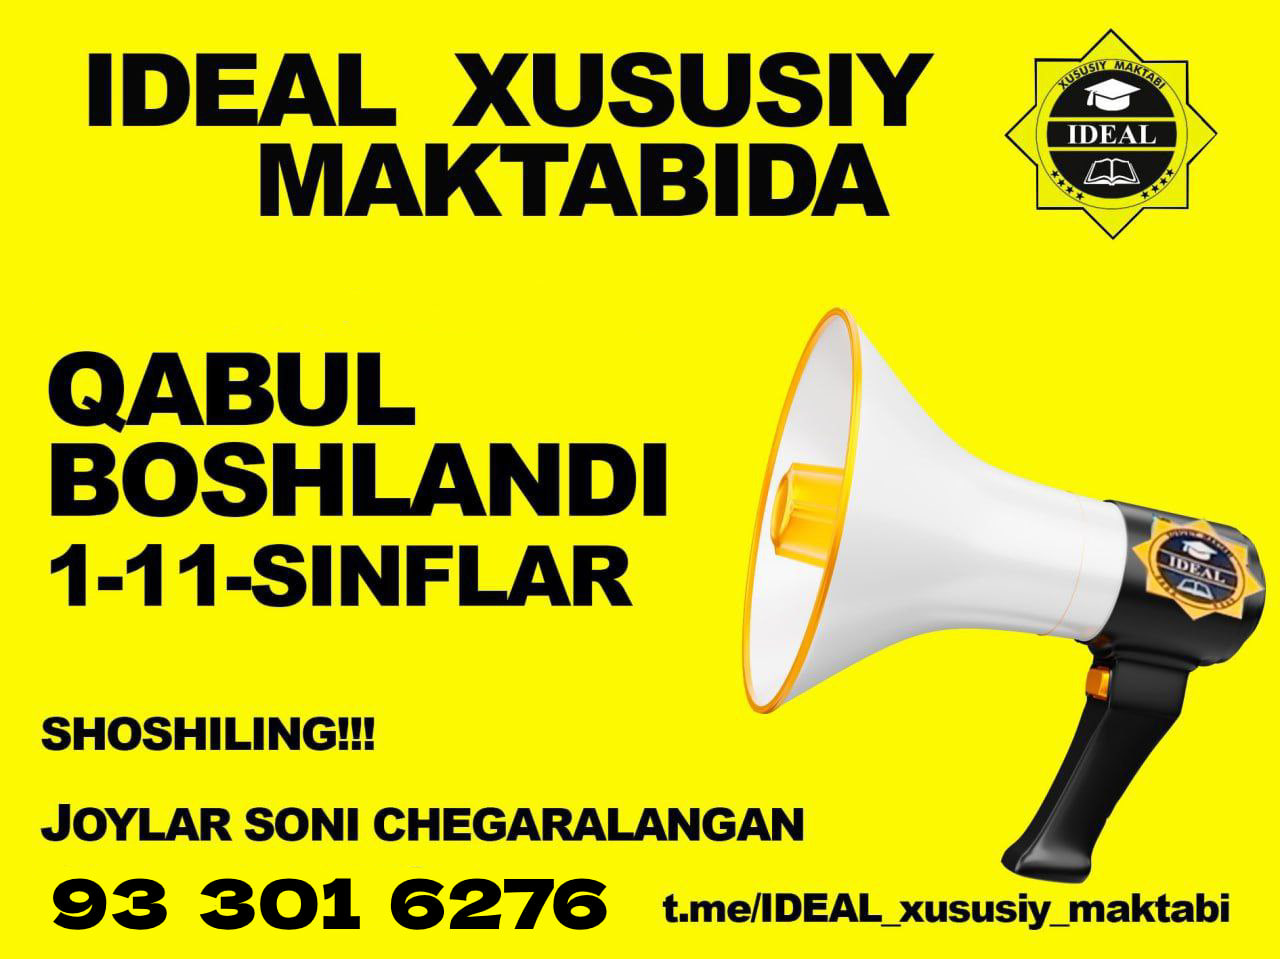 IDEAL XUSUSIY
MAKTABIDA
XUSUSIY MAKTABI
IDEAL
QABUL
BOSHLANDI
1-11-SINFLAR
IDEAL
SHOSHILING!!!
JOYLAR SONI CHEGARALANGAN
93 301 6276
t.me/IDEAL_xususiy_maktabi